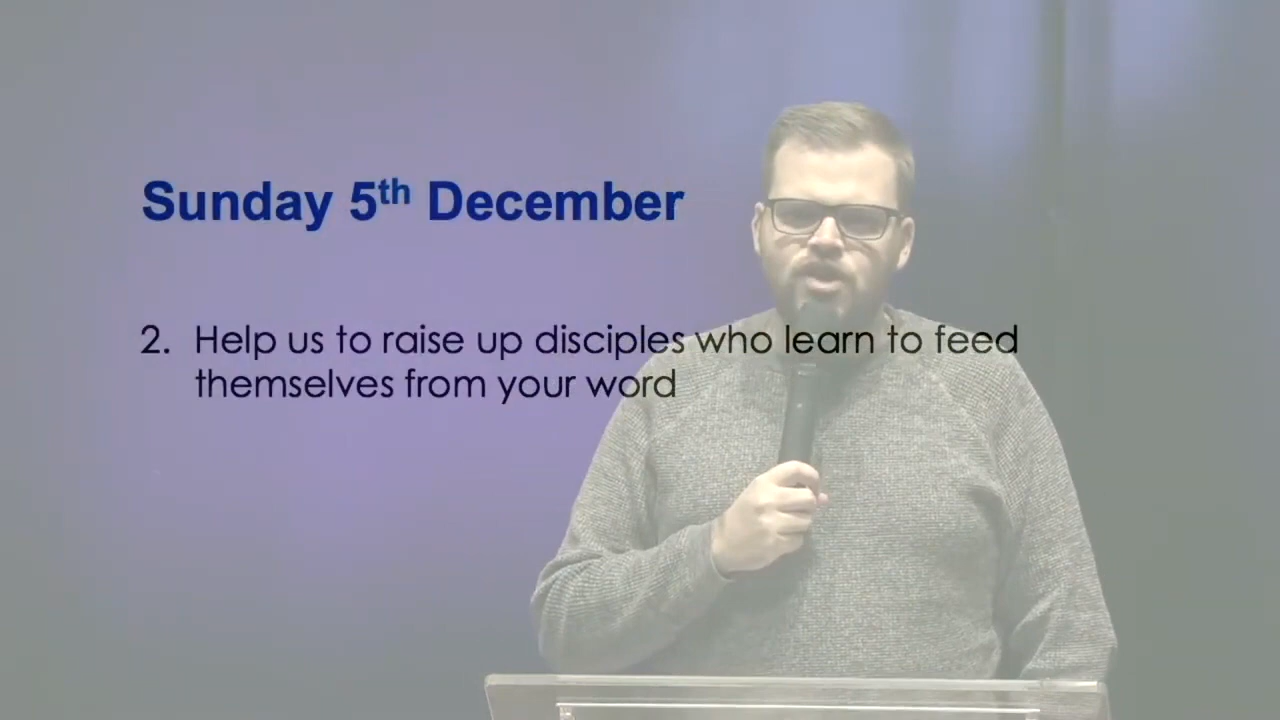 Sunday 5th December
2. Help us to raise up disciples who learn to feed
themselves from your word